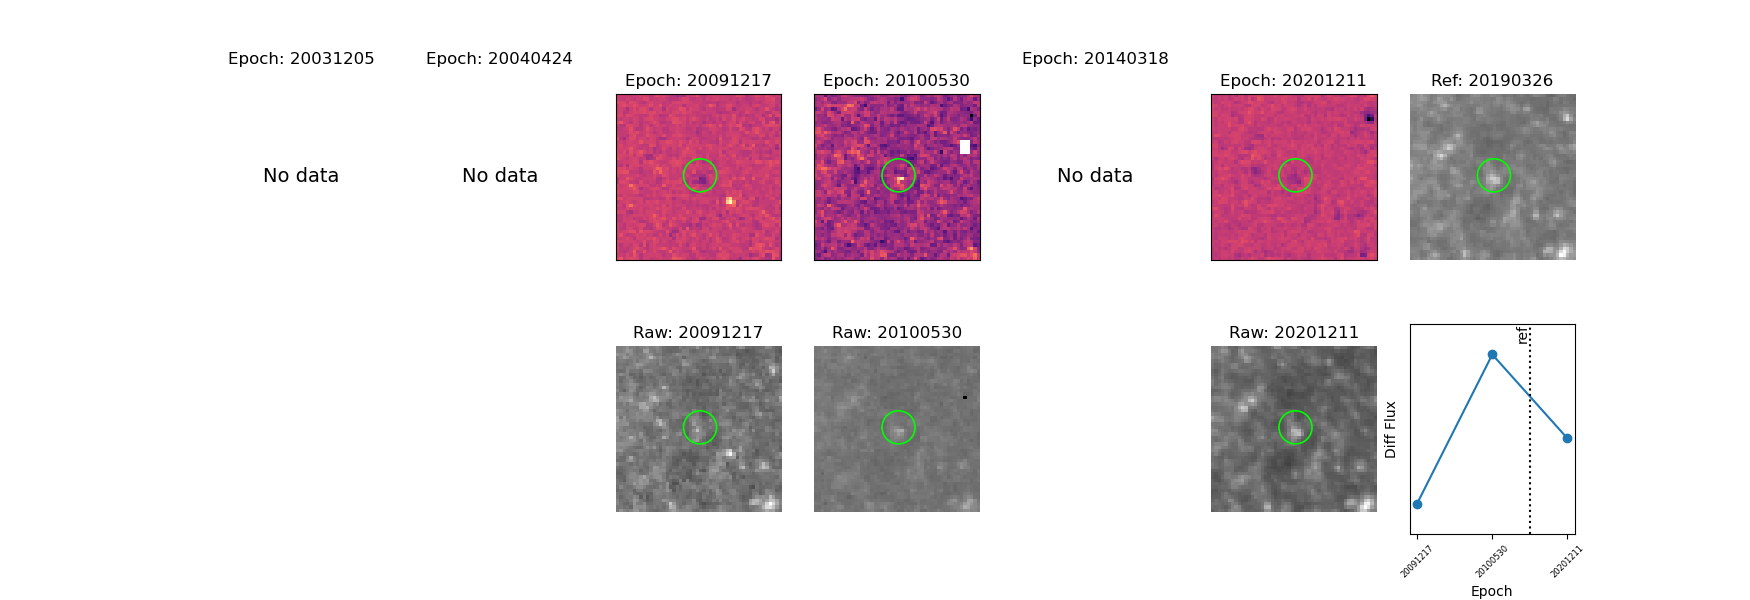 Epoch: 20031205
Epoch: 20040424
Epoch: 20091217
Epoch: 20100530
Epoch: 20140318
Epoch: 20201211
Ref: 20190326
No data
No data
No data
Raw: 20091217
Raw: 20100530
Raw: 20201211
ref
Diff Flux
20091217
20100530
20201211
Epoch